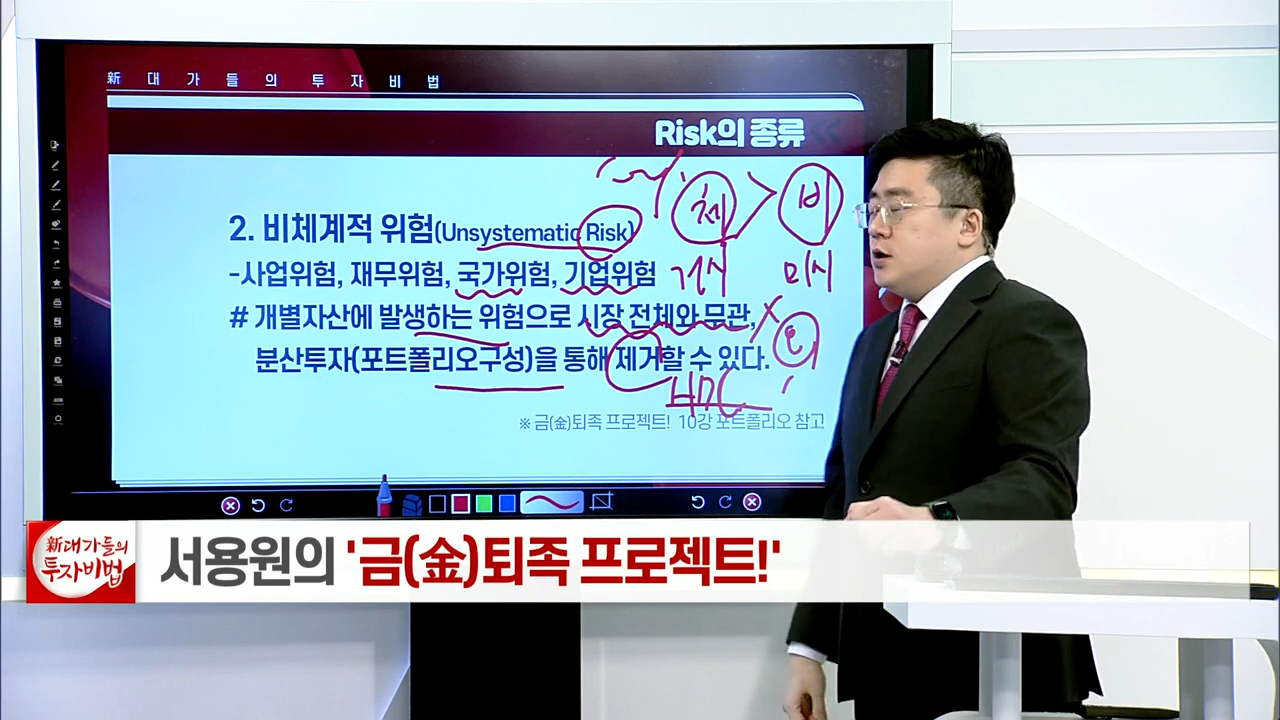 新 대가들의 투자비법
Risk의 종류
체 > 비
2. 비체계적 위험(Unsystematic Risk)
-사업위험, 재무위험, 국가위험, 기업위험
거시 미시
# 개별자산에 발생하는 위험으로 시장 전체와 무관,
분산투자(포트폴리오구성)을 통해 제거할 수 있다.
HMC
※ 금(金)퇴족 프로젝트! 10강 포트폴리오 참고
新대가들의
투자비법
서용원의 '금(金)퇴족 프로젝트!'